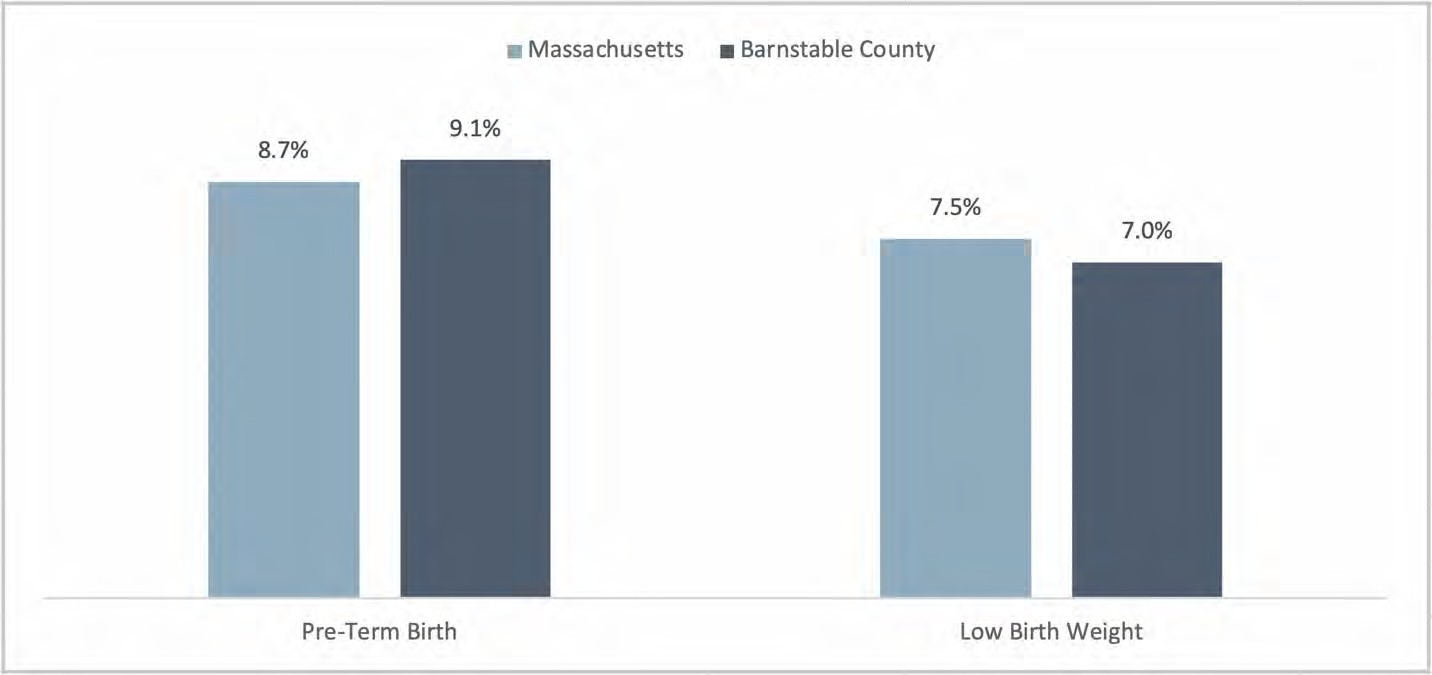 Massachusetts Barnstable County
8.7%
9.1%
7.5%
7.0%
Pre-Term Birth
Low Birth Weight